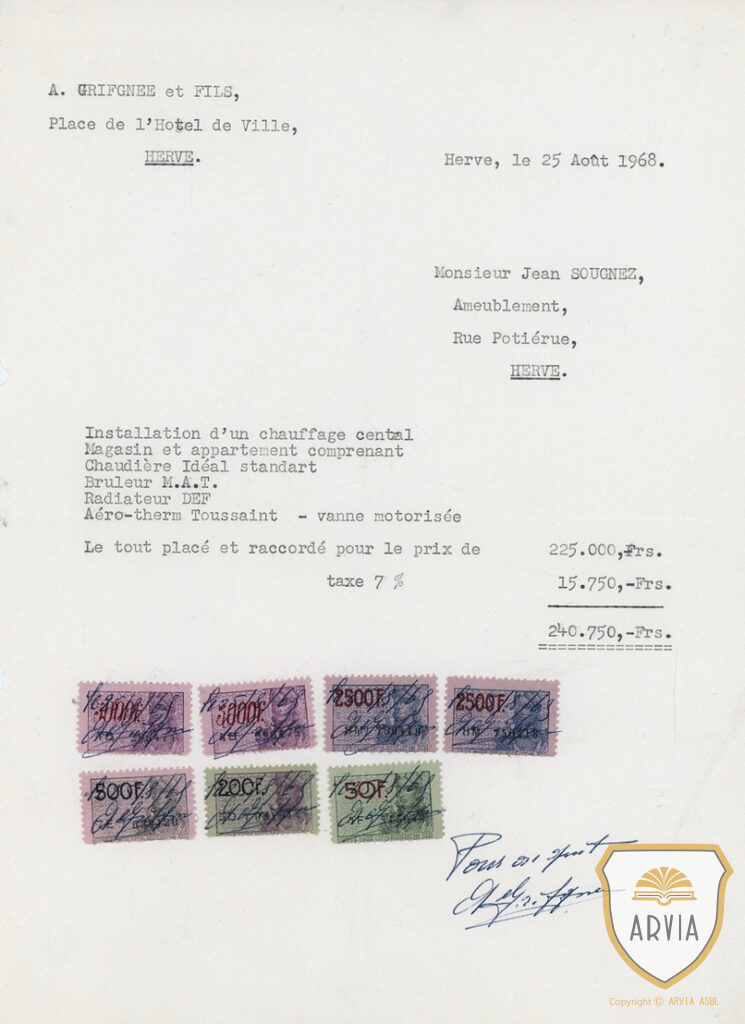 A. GRIFGNEE et FILS,
Place de l'Hotel de Ville,
HERVE.
Herve, le 25 Août 1968.
Monsieur Jean SOUGNEZ,
Ameublement,
Rue Potiérue,
HERVE.
Installation d'un chauffage cental
Magasin et appartement comprenant
Chaudière Idéal standart
Bruleur M.A.T.
Radiateur DEF
Aéro-therm Toussaint - vanne motorisée
Le tout placé et raccordé pour le prix de 225.000,-Frs.
taxe 7 % 15.750,-Frs.
240.750,-Frs.
5000F. 5000F. 2500F. 2500F.
500F. 200F. 50F.
Pour
ARVIA
Copyright © ARVIA ASBL